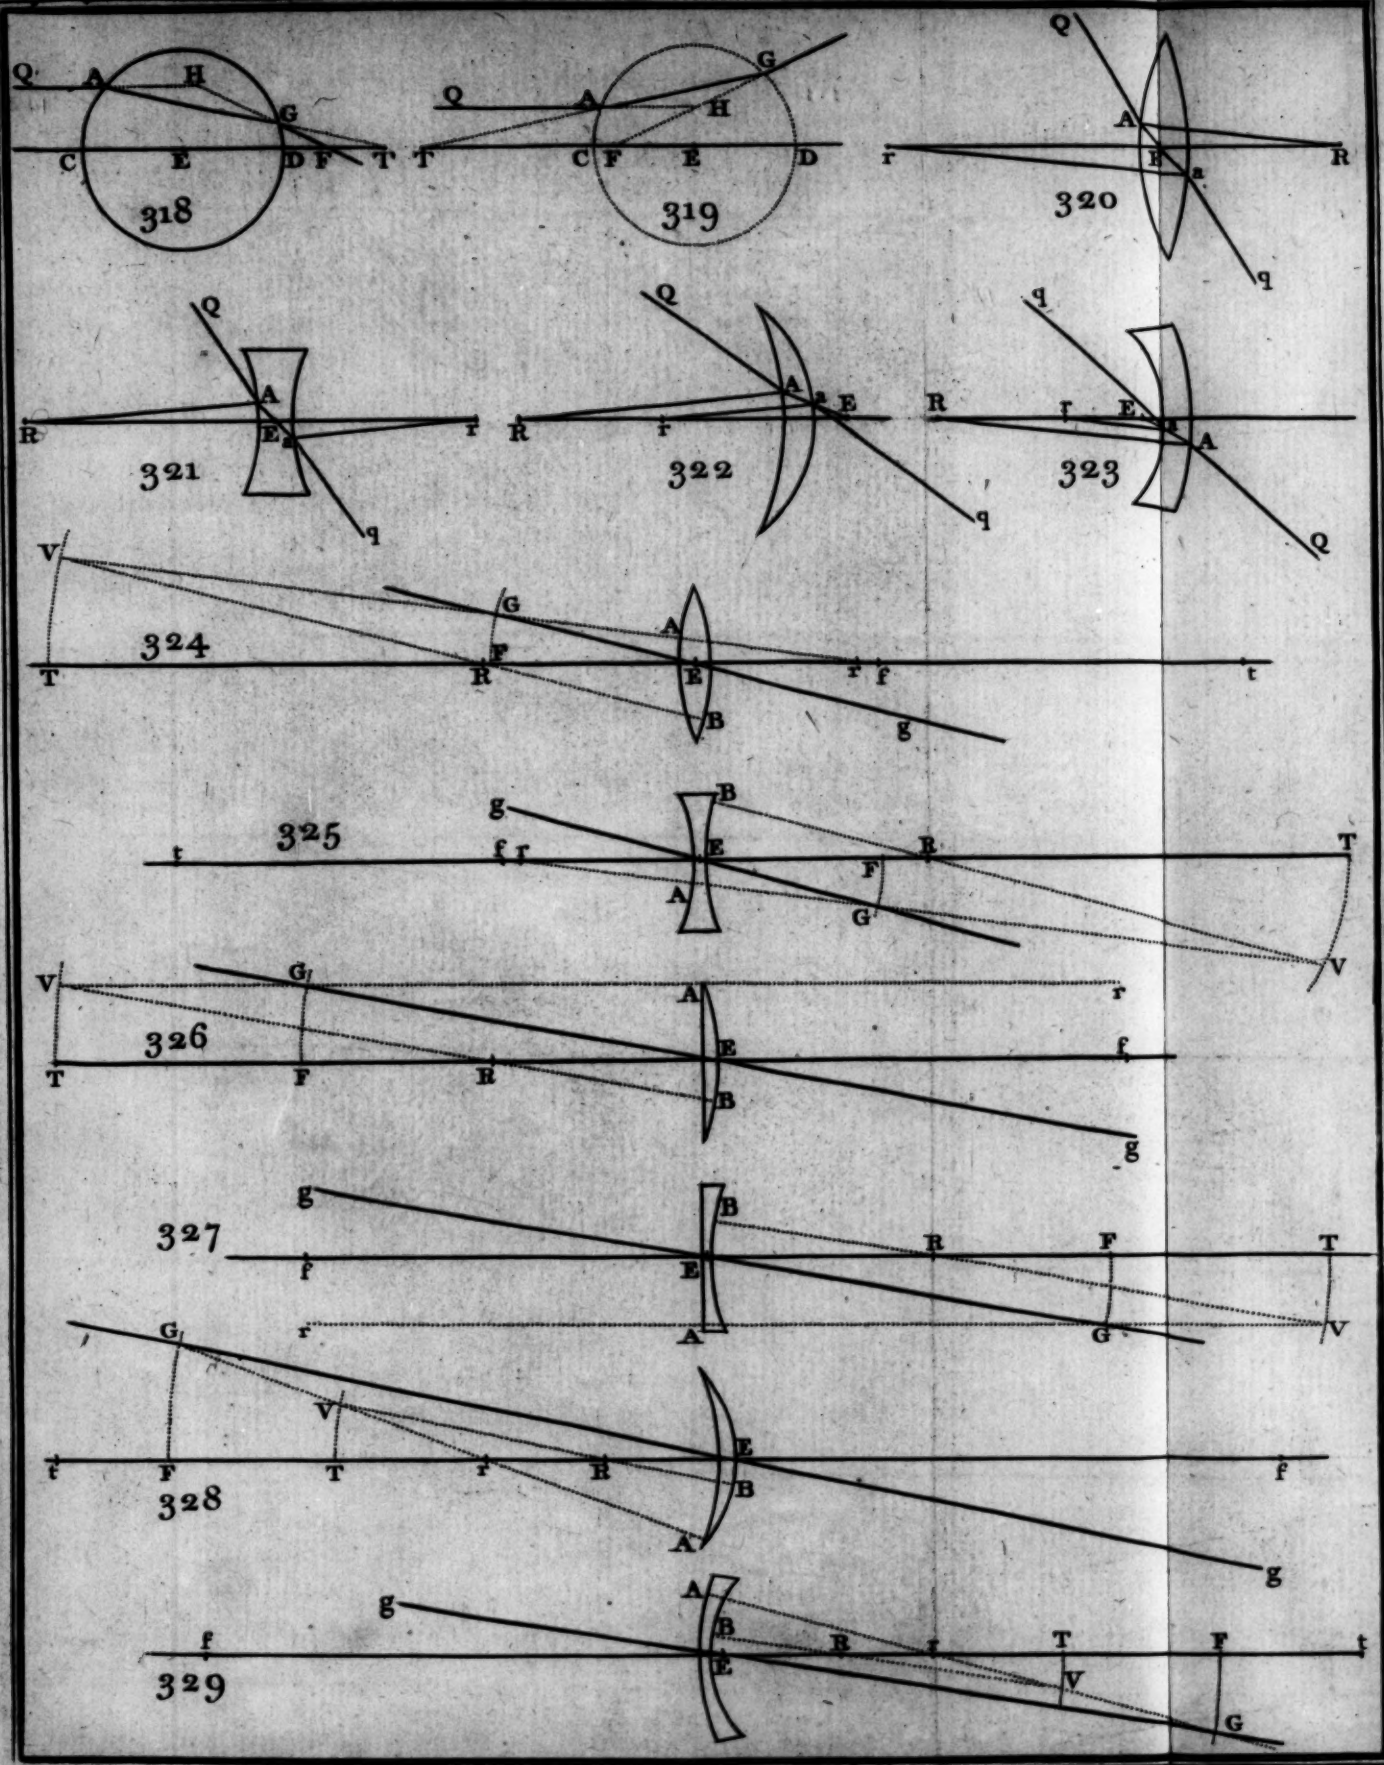 Q A H G
C E D F T
318
Q A G H
T C F E D
319
Q A
r E a R
320
q
Q A
R E a r
321
q
Q A a E
R r
322
q
q
R r E a A
323
Q
V G A
324 F
T R E r f t
B g
g B
325
t f r E R T
A F G V
V G A r
326 E f
T F R B
g
g B
327 R F T
f E
r A G V
G V
E
t F T r R f
328 B
A g
A
g B
f E R r T F t
329 V
G